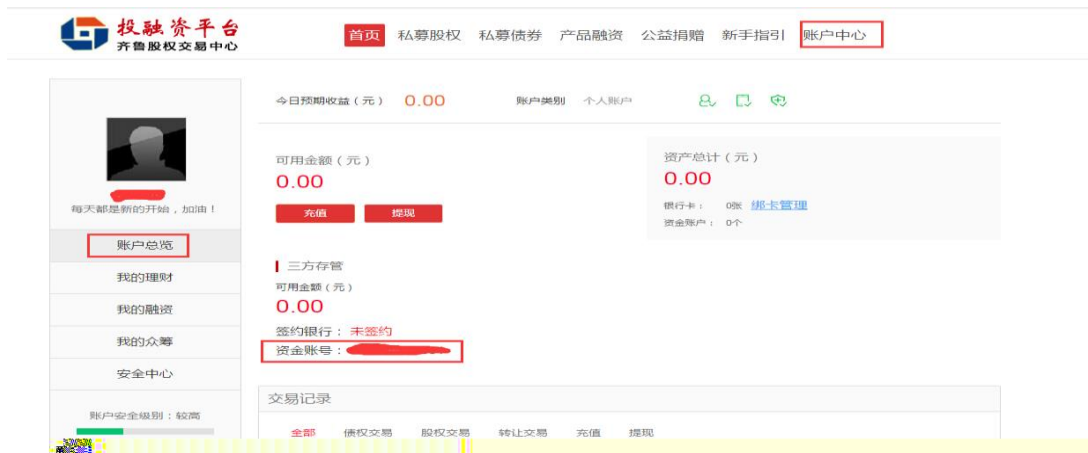 投融资平台
齐鲁股权交易中心
首页 私募股权 私募债券 产品融资 公益捐赠 新手指引 账户中心
今日预期收益（元） 0.00 账户类别 个人账户
可用金额（元）
0.00
充值 提现
资产总计（元）
0.00
银行卡： 0张 绑卡管理
资金账户： 0个
每天都是新的开始，加油！
账户总览
我的理财
我的融资
我的众筹
安全中心
账户安全级别：较高
三方存管
可用金额（元）
0.00
签约银行： 未签约
资金账号：
交易记录
全部 债权交易 股权交易 转让交易 充值 提现